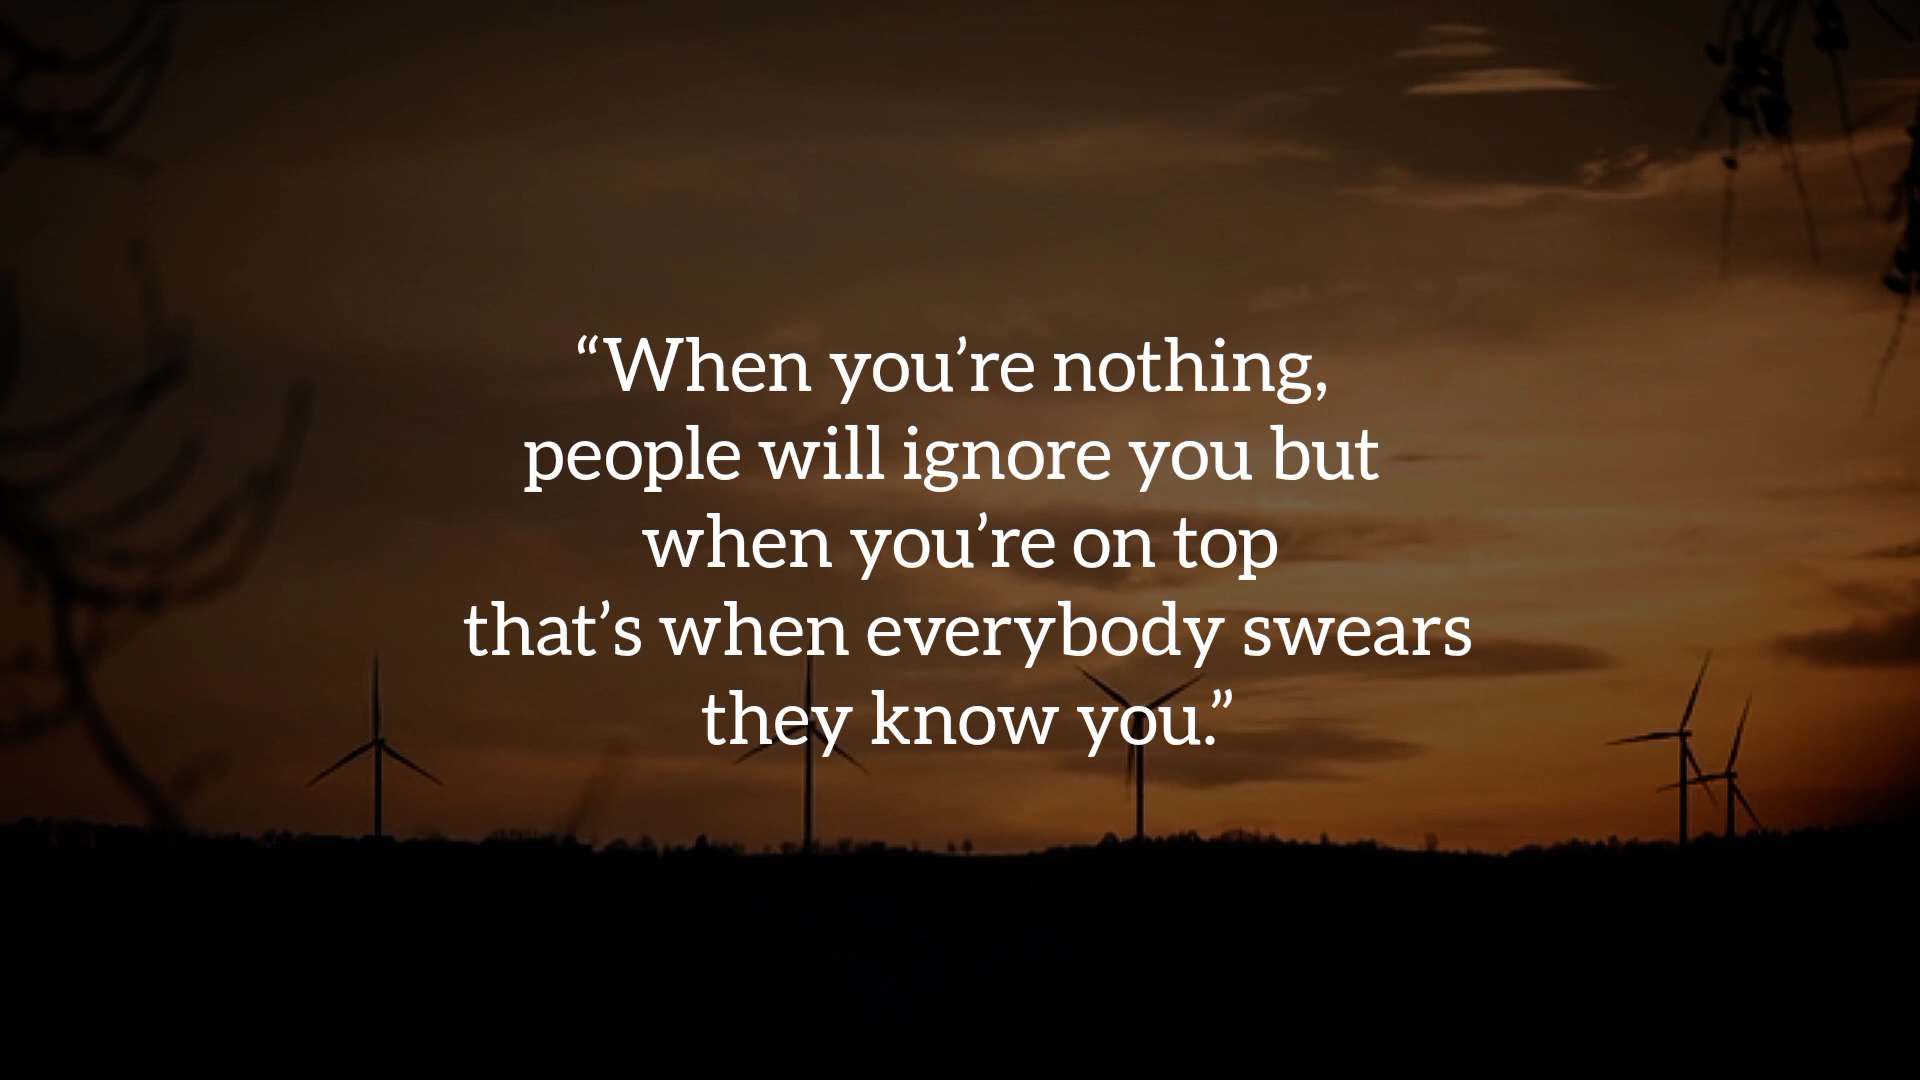 “When you’re nothing,
people will ignore you but
when you’re on top
that’s when everybody swears
they know you.”